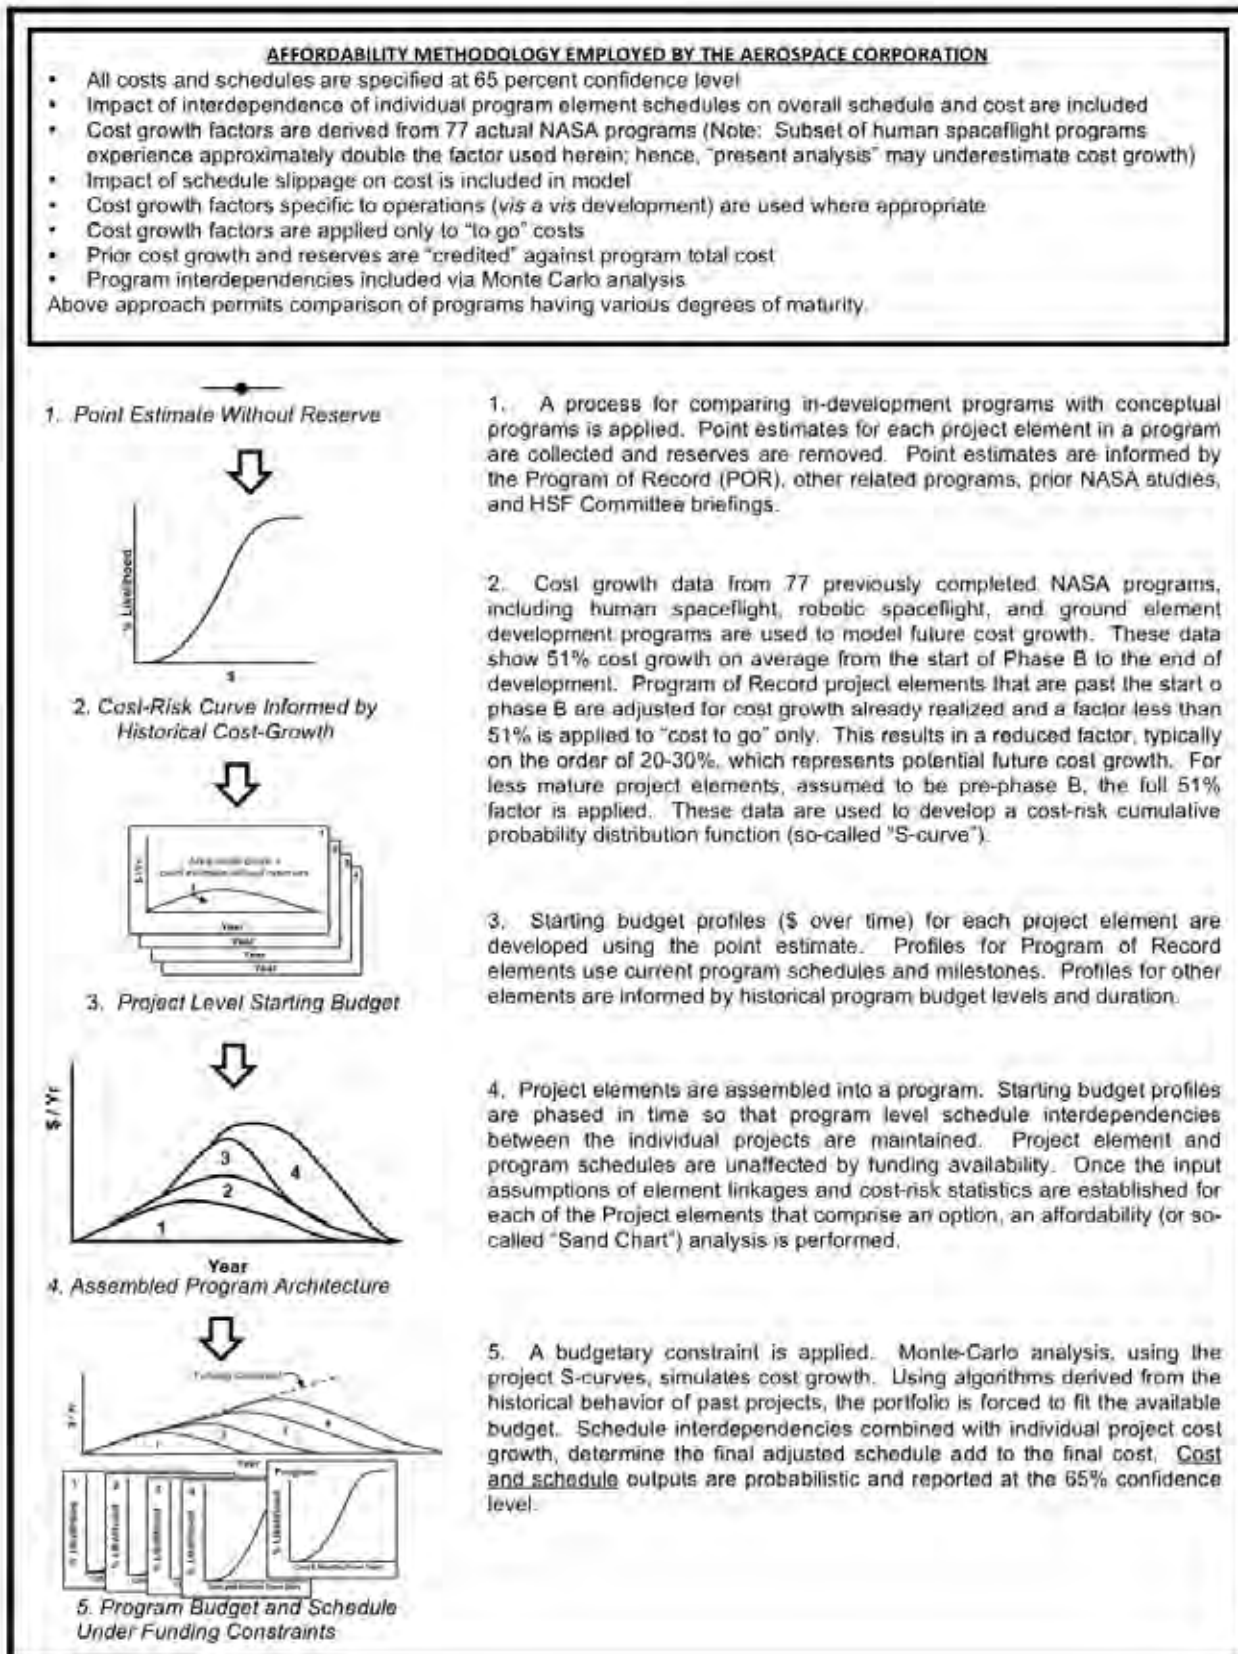 AFFORDABILITY METHODOLOGY EMPLOYED BY THE AEROSPACE CORPORATION
• All costs and schedules are specified at 65 percent confidence level
• Impact of interdependence of individual program element schedules on overall schedule and cost are included
• Cost growth factors are derived from 77 actual NASA programs (Note: Subset of human spaceflight programs
experience approximately double the factor used herein; hence, "present analysis" may underestimate cost growth)
• Impact of schedule slippage on cost is included in model
• Cost growth factors specific to operations (vis a vis development) are used where appropriate
• Cost growth factors are applied only to "to go" costs
• Prior cost growth and reserves are "credited" against program total cost
• Program interdependencies included via Monte Carlo analysis
Above approach permits comparison of programs having various degrees of maturity.
1. Point Estimate Without Reserve
% Likelihood
$
2. Cost-Risk Curve Informed by
Historical Cost-Growth
$/Yr
1
Year
2
Year
3
Year
4
Year
3. Project Level Starting Budget
$ / Yr
1
2
3
4
Year
4. Assembled Program Architecture
Funding Constraint
$/Yr
1
2
3
4
Year
1
% Likelihood
2
% Likelihood
3
% Likelihood
4
% Likelihood
Program
% Likelihood
5. Program Budget and Schedule
Under Funding Constraints
1. A process for comparing in-development programs with conceptual
programs is applied. Point estimates for each project element in a program
are collected and reserves are removed. Point estimates are informed by
the Program of Record (POR), other related programs, prior NASA studies,
and HSF Committee briefings.
2. Cost growth data from 77 previously completed NASA programs,
including human spaceflight, robotic spaceflight, and ground element
development programs are used to model future cost growth. These data
show 51% cost growth on average from the start of Phase B to the end of
development. Program of Record project elements that are past the start o
phase B are adjusted for cost growth already realized and a factor less than
51% is applied to "cost to go" only. This results in a reduced factor, typically
on the order of 20-30%, which represents potential future cost growth. For
less mature project elements, assumed to be pre-phase B, the full 51%
factor is applied. These data are used to develop a cost-risk cumulative
probability distribution function (so-called "S-curve").
3. Starting budget profiles ($ over time) for each project element are
developed using the point estimate. Profiles for Program of Record
elements use current program schedules and milestones. Profiles for other
elements are informed by historical program budget levels and duration.
4. Project elements are assembled into a program. Starting budget profiles
are phased in time so that program level schedule interdependencies
between the individual projects are maintained. Project element and
program schedules are unaffected by funding availability. Once the input
assumptions of element linkages and cost-risk statistics are established for
each of the Project elements that comprise an option, an affordability (or so-
called "Sand Chart") analysis is performed.
5. A budgetary constraint is applied. Monte-Carlo analysis, using the
project S-curves, simulates cost growth. Using algorithms derived from the
historical behavior of past projects, the portfolio is forced to fit the available
budget. Schedule interdependencies combined with individual project cost
growth, determine the final adjusted schedule add to the final cost. Cost
and schedule outputs are probabilistic and reported at the 65% confidence
level.